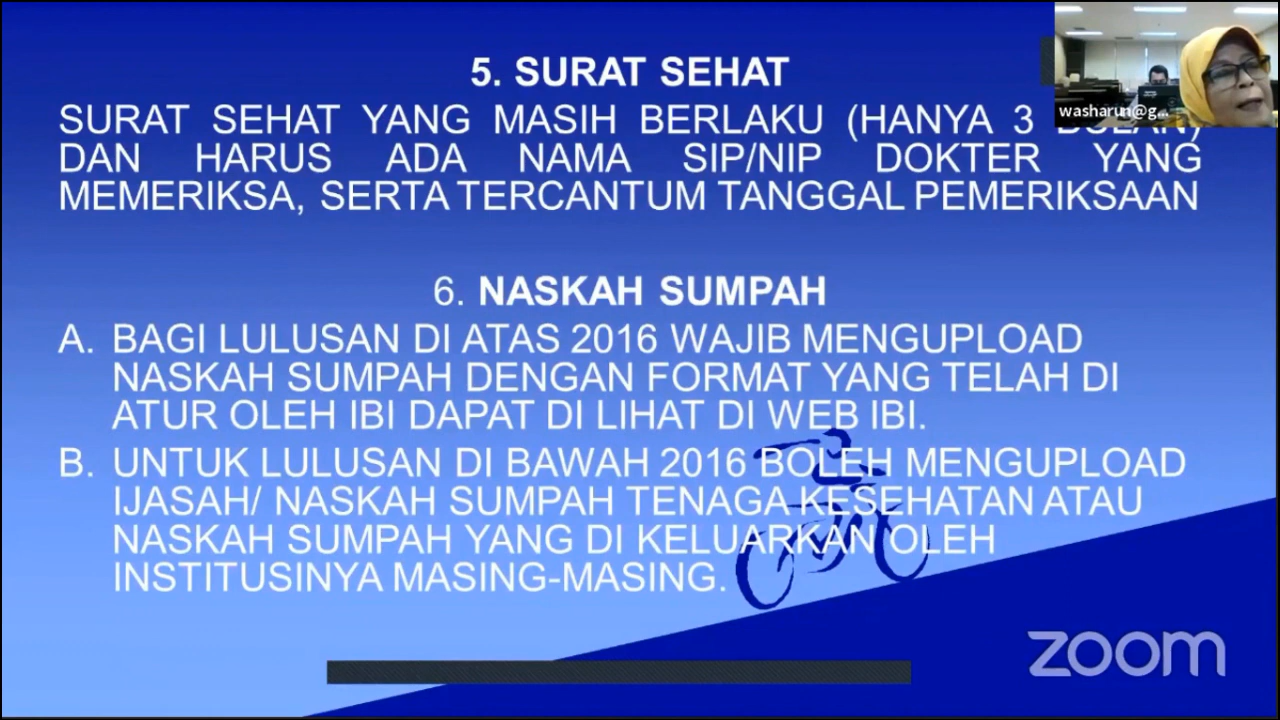 5. SURAT SEHAT
SURAT SEHAT YANG MASIH BERLAKU (HANYA 3
DAN HARUS ADA NAMA SIP/NIP DOKTER YANG
MEMERIKSA, SERTA TERCANTUM TANGGAL PEMERIKSAAN
washarun@g...
6. NASKAH SUMPAH
A. BAGI LULUSAN DI ATAS 2016 WAJIB MENGUPLOAD
NASKAH SUMPAH DENGAN FORMAT YANG TELAH DI
ATUR OLEH IBI DAPAT DI LIHAT DI WEB IBI.
B. UNTUK LULUSAN DI BAWAH 2016 BOLEH MENGUPLOAD
IJASAH/ NASKAH SUMPAH TENAGA KESEHATAN ATAU
NASKAH SUMPAH YANG DI KELUARKAN OLEH
INSTITUSINYA MASING-MASING.
zoom